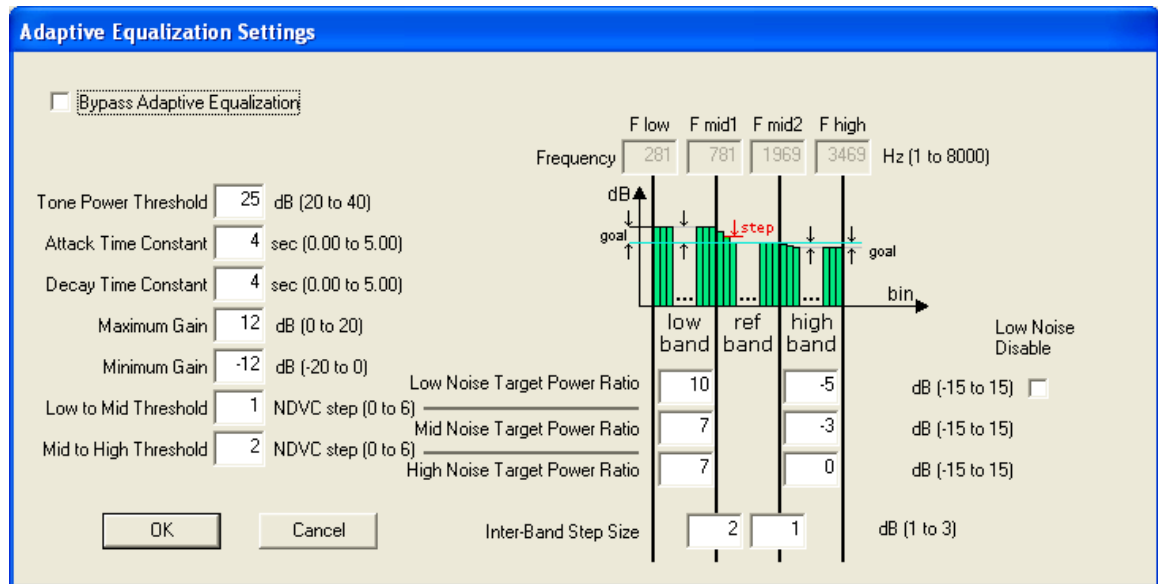 Adaptive Equalization Settings
Bypass Adaptive Equalization
F low F mid1 F mid2 F high
Frequency 281 781 1969 3469 Hz (1 to 8000)
Tone Power Threshold 25 dB (20 to 40)
Attack Time Constant 4 sec (0.00 to 5.00)
Decay Time Constant 4 sec (0.00 to 5.00)
Maximum Gain 12 dB (0 to 20)
Minimum Gain -12 dB (-20 to 0)
Low to Mid Threshold 1 NDVC step (0 to 6)
Mid to High Threshold 2 NDVC step (0 to 6)
dB
goal
step
goal
... ... ...
bin
low band
ref band
high band
Low Noise
Disable
Low Noise Target Power Ratio 10 -5 dB (-15 to 15)
Mid Noise Target Power Ratio 7 -3 dB (-15 to 15)
High Noise Target Power Ratio 7 0 dB (-15 to 15)
Inter-Band Step Size 2 1 dB (1 to 3)
OK Cancel